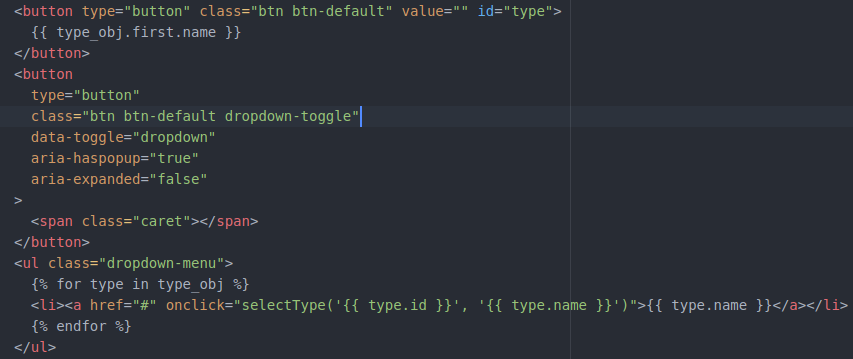 <button type="button" class="btn btn-default" value="" id="type">
  {{ type_obj.first.name }}
</button>
<button
  type="button"
  class="btn btn-default dropdown-toggle"
  data-toggle="dropdown"
  aria-haspopup="true"
  aria-expanded="false"
>
  <span class="caret"></span>
</button>
<ul class="dropdown-menu">
  {% for type in type_obj %}
  <li><a href="#" onclick="selectType('{{ type.id }}', '{{ type.name }}')">{{ type.name }}</a></li>
  {% endfor %}
</ul>